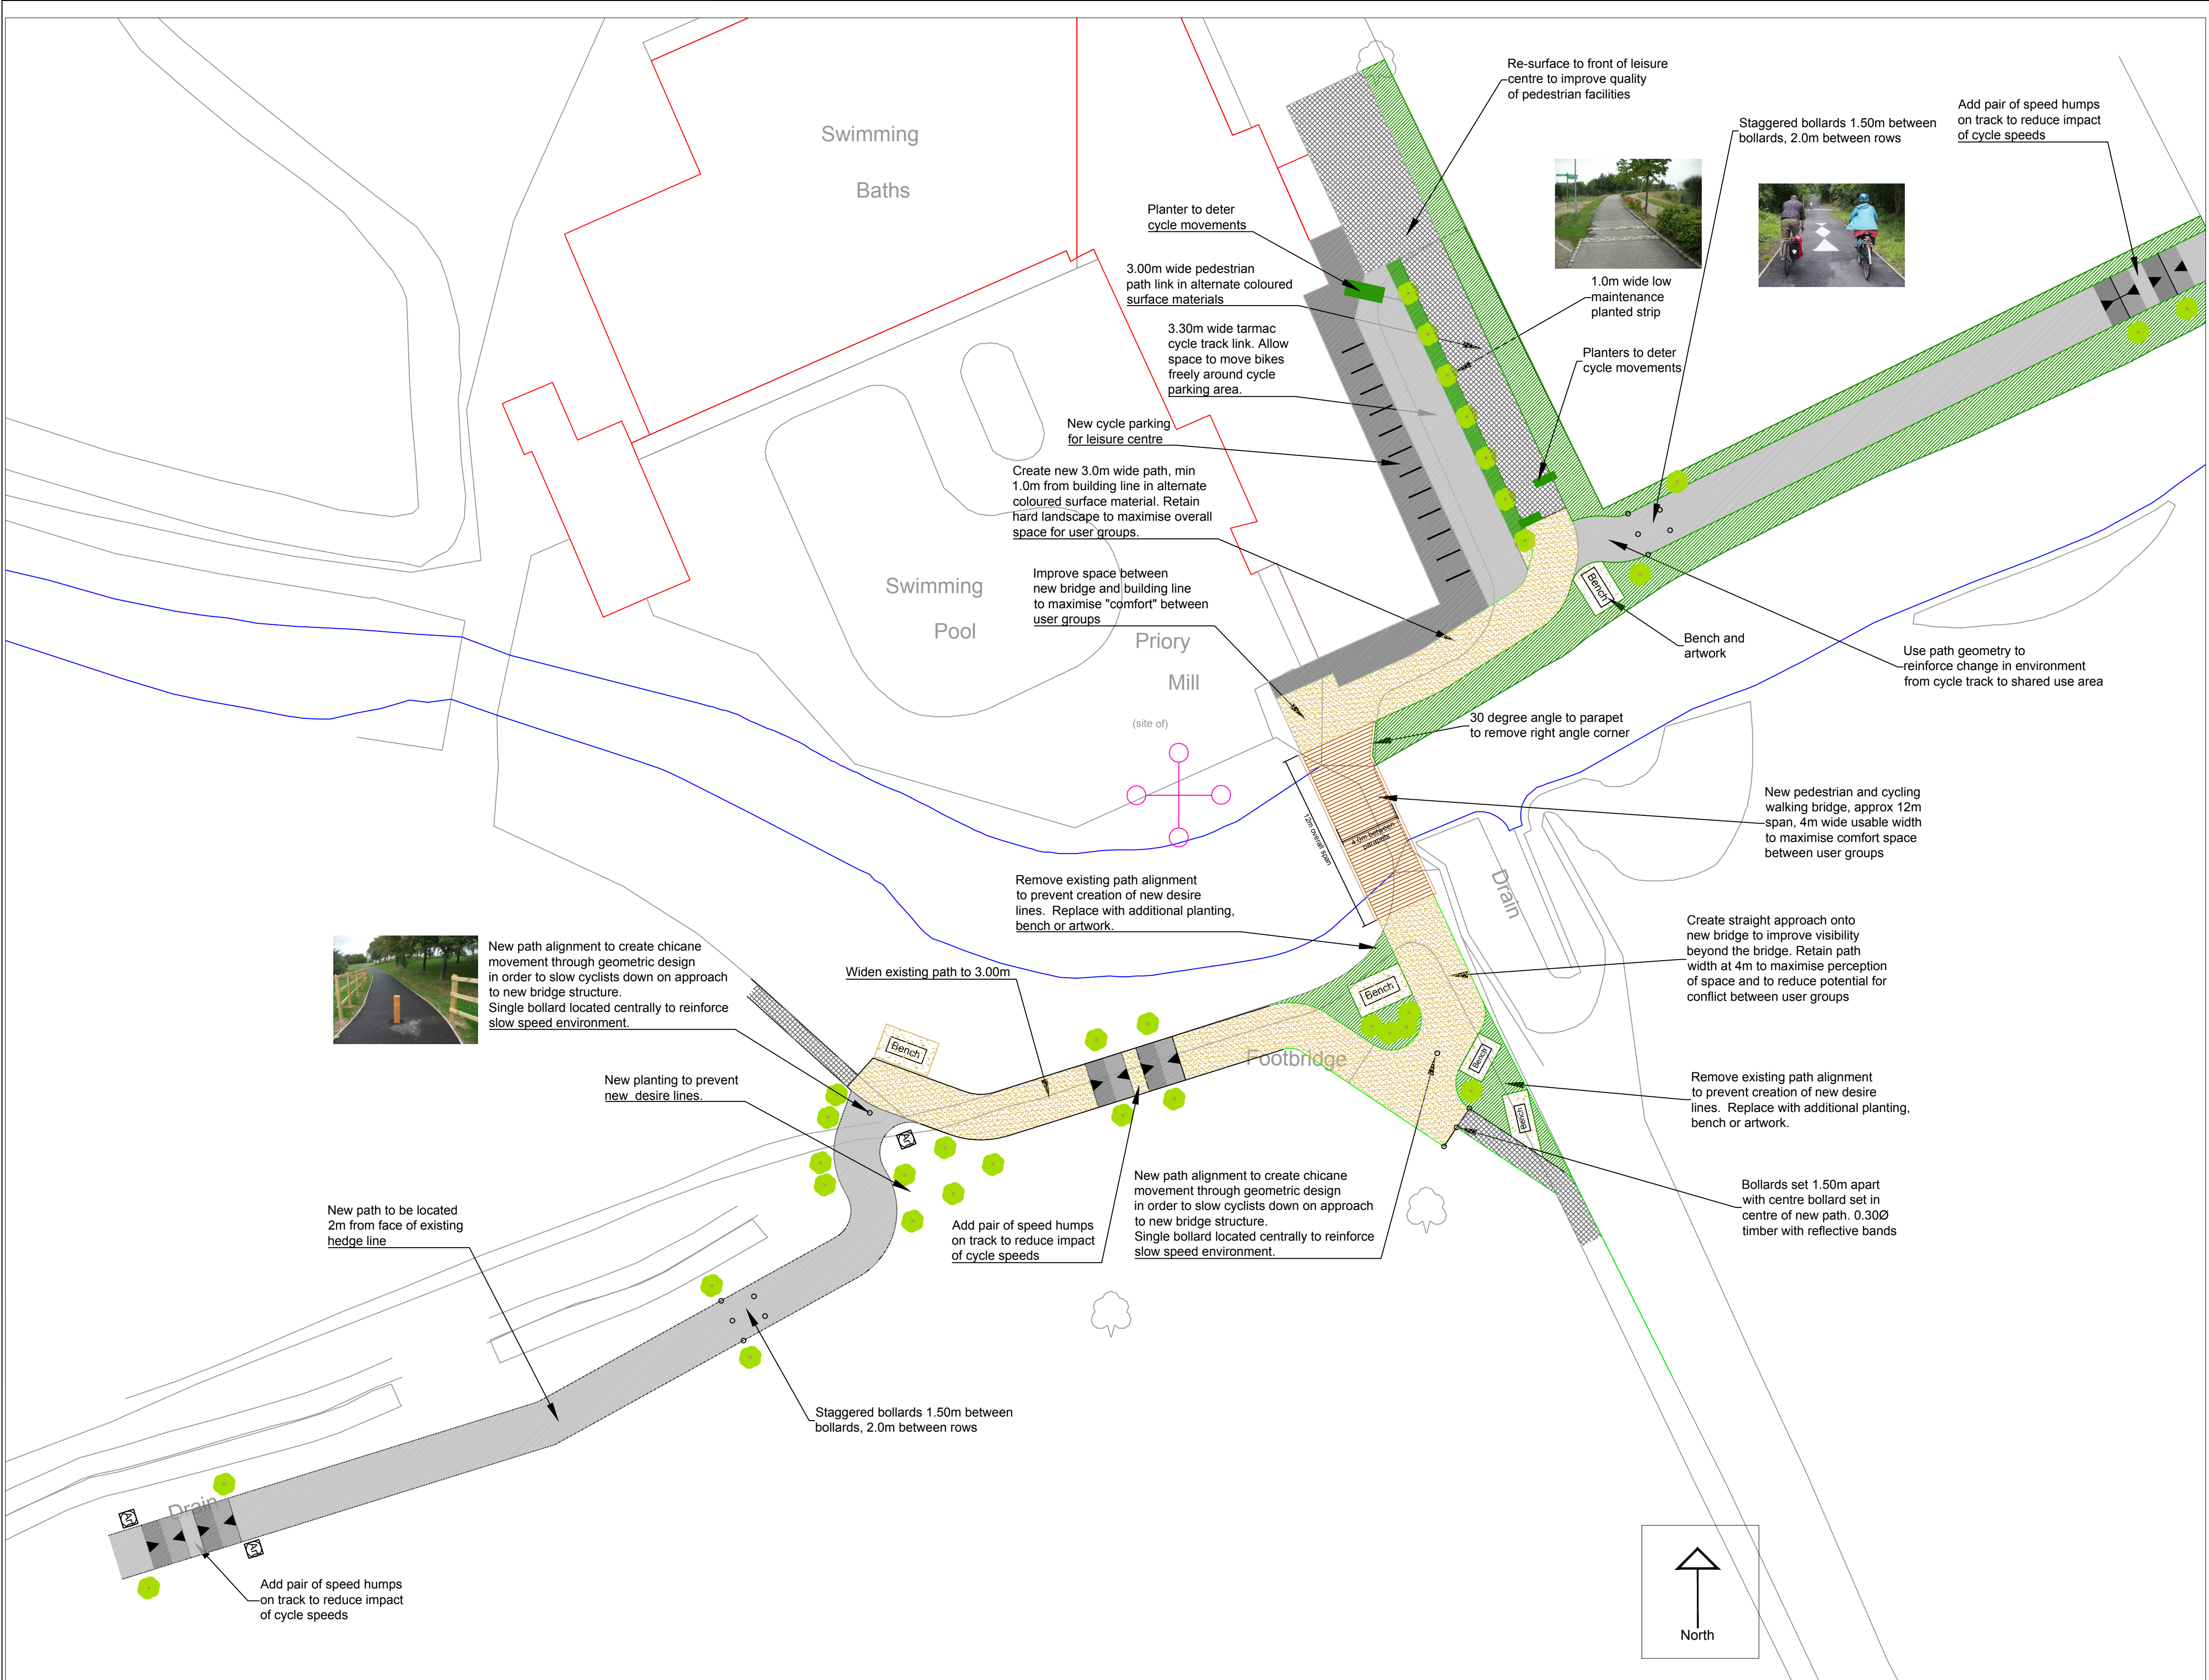 Re-surface to front of leisure
centre to improve quality
of pedestrian facilities
Add pair of speed humps
on track to reduce impact
of cycle speeds
Staggered bollards 1.50m between
bollards, 2.0m between rows
Swimming
Baths
Planter to deter
cycle movements
3.00m wide pedestrian
path link in alternate coloured
surface materials
1.0m wide low
maintenance
planted strip
3.30m wide tarmac
cycle track link. Allow
space to move bikes
freely around cycle
parking area.
Planters to deter
cycle movements
New cycle parking
for leisure centre
Create new 3.0m wide path, min
1.0m from building line in alternate
coloured surface material. Retain
hard landscape to maximise overall
space for user groups.
Improve space between
new bridge and building line
to maximise "comfort" between
user groups
Swimming
Pool
Priory
Mill
(site of)
Bench
Bench and
artwork
Use path geometry to
reinforce change in environment
from cycle track to shared use area
30 degree angle to parapet
to remove right angle corner
New pedestrian and cycling
walking bridge, approx 12m
span, 4m wide usable width
to maximise comfort space
between user groups
12m overall span
4.0m between
parapets
Drain
Remove existing path alignment
to prevent creation of new desire
lines. Replace with additional planting,
bench or artwork.
Create straight approach onto
new bridge to improve visibility
beyond the bridge. Retain path
width at 4m to maximise perception
of space and to reduce potential for
conflict between user groups
New path alignment to create chicane
movement through geometric design
in order to slow cyclists down on approach
to new bridge structure.
Single bollard located centrally to reinforce
slow speed environment.
Widen existing path to 3.00m
Bench
Bench
Footbridge
Bench
Bench
New planting to prevent
new desire lines.
Art
Remove existing path alignment
to prevent creation of new desire
lines. Replace with additional planting,
bench or artwork.
New path alignment to create chicane
movement through geometric design
in order to slow cyclists down on approach
to new bridge structure.
Single bollard located centrally to reinforce
slow speed environment.
Bollards set 1.50m apart
with centre bollard set in
centre of new path. 0.30Ø
timber with reflective bands
New path to be located
2m from face of existing
hedge line
Add pair of speed humps
on track to reduce impact
of cycle speeds
Staggered bollards 1.50m between
bollards, 2.0m between rows
Drain
Art
Art
Add pair of speed humps
on track to reduce impact
of cycle speeds
North